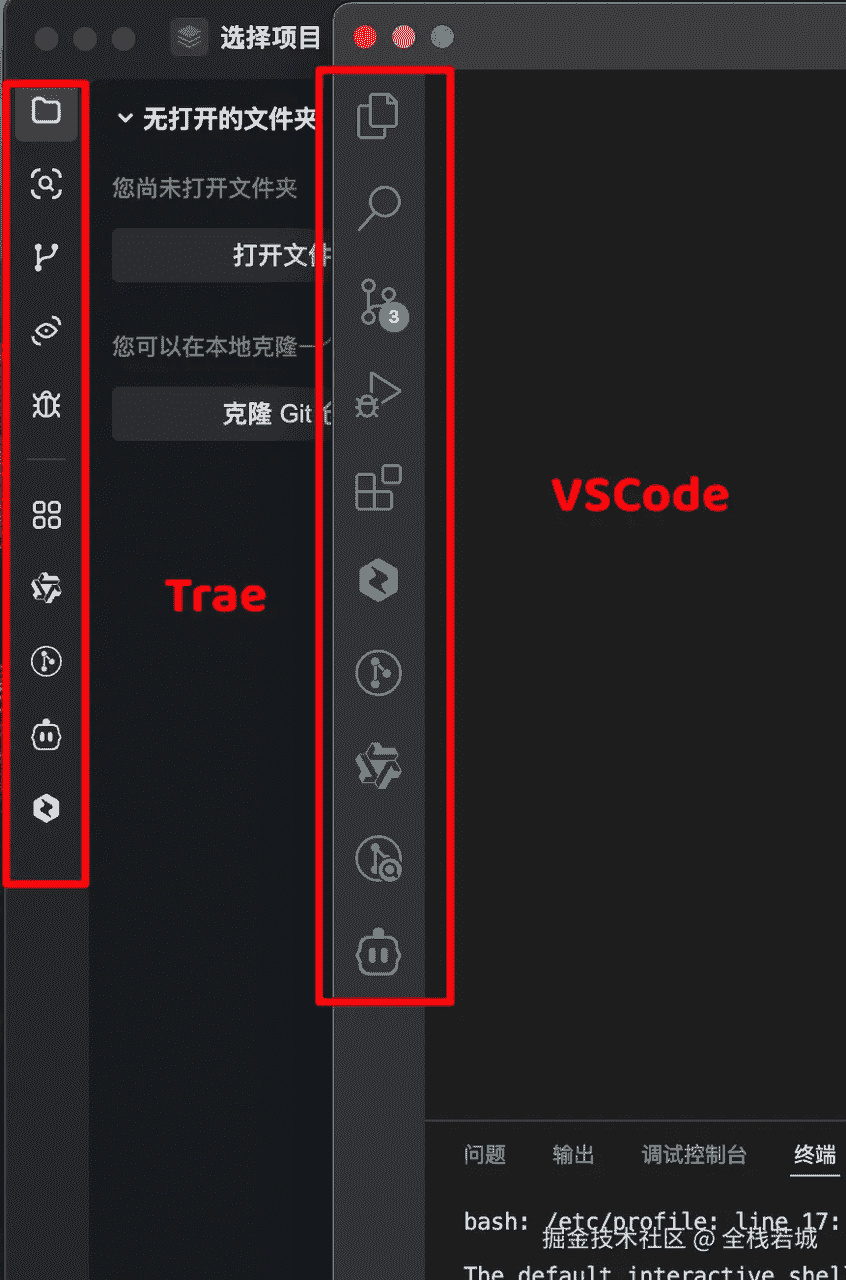 选择项目
无打开的文件夹
您尚未打开文件夹
打开文件
您可以在本地克隆一个
克隆 Git
3
Trae
VSCode
问题 输出 调试控制台 终端
bash: /etc/profile: line 17:
The default interactive shell
掘金技术社区 @ 全栈若城